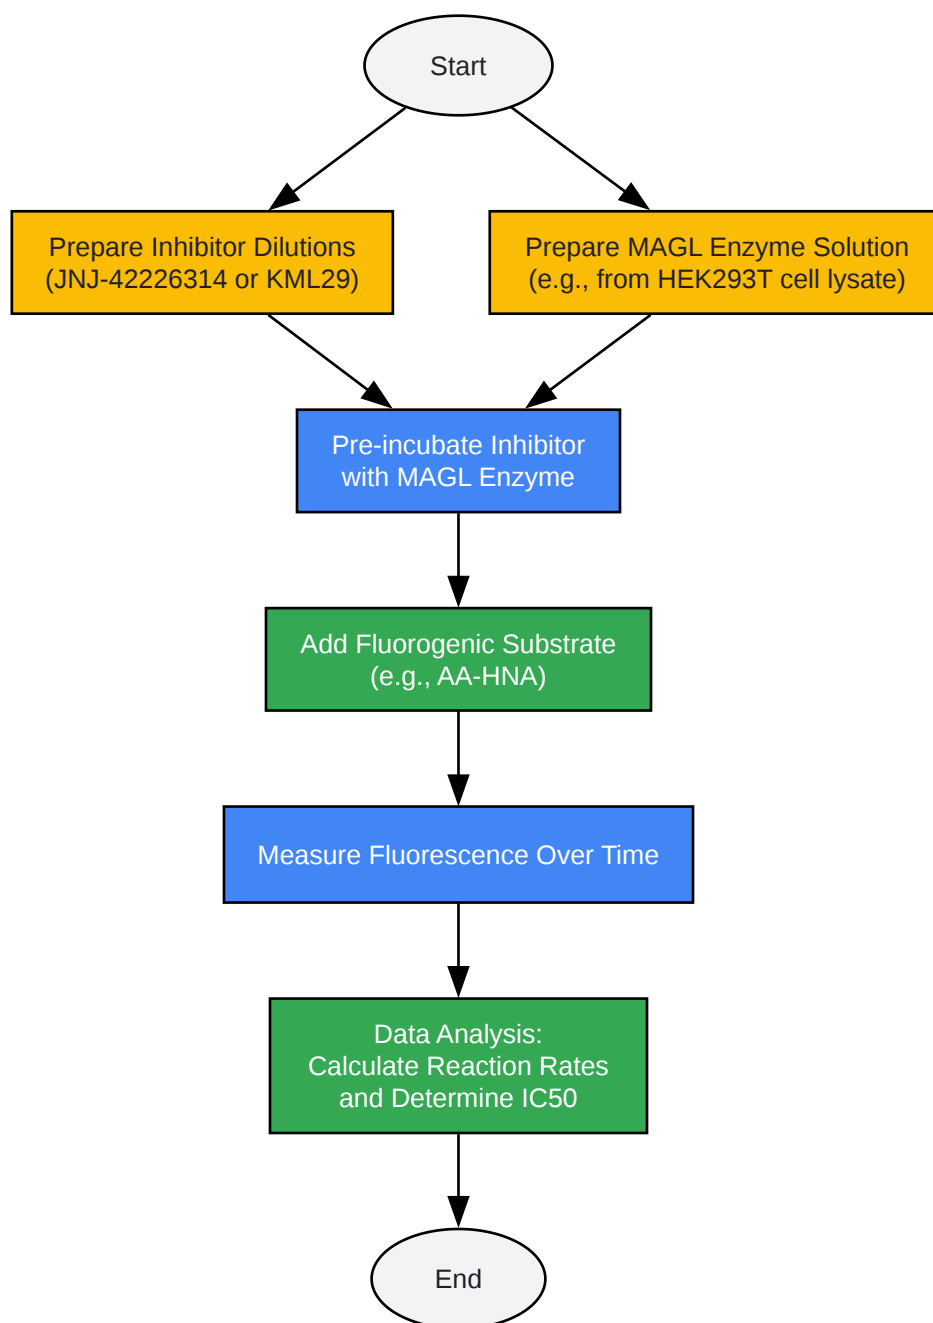 Start
Prepare Inhibitor Dilutions
(JNJ-42226314 or KML29)
Prepare MAGL Enzyme Solution
(e.g., from HEK293T cell lysate)
Pre-incubate Inhibitor
with MAGL Enzyme
Add Fluorogenic Substrate
(e.g., AA-HNA)
Measure Fluorescence Over Time
Data Analysis:
Calculate Reaction Rates
and Determine IC50
End